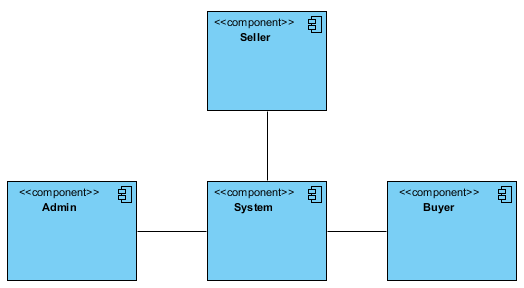 <<component>>
Seller
<<component>>
Admin
<<component>>
System
<<component>>
Buyer